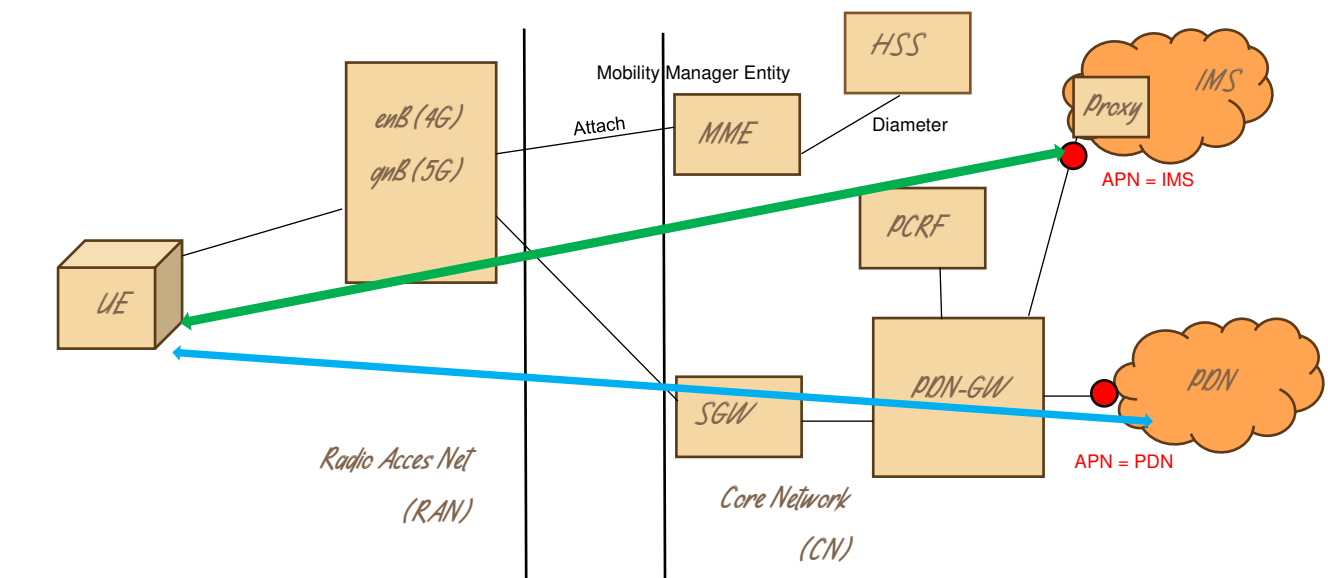 HSS
Mobility Manager Entity
IMS
Proxy
enB (4G)
gnB (5G)
Attach
MME
Diameter
APN = IMS
PCRF
UE
PDN-GW
PDN
SGW
APN = PDN
Radio Acces Net
(RAN)
Core Network
(CN)